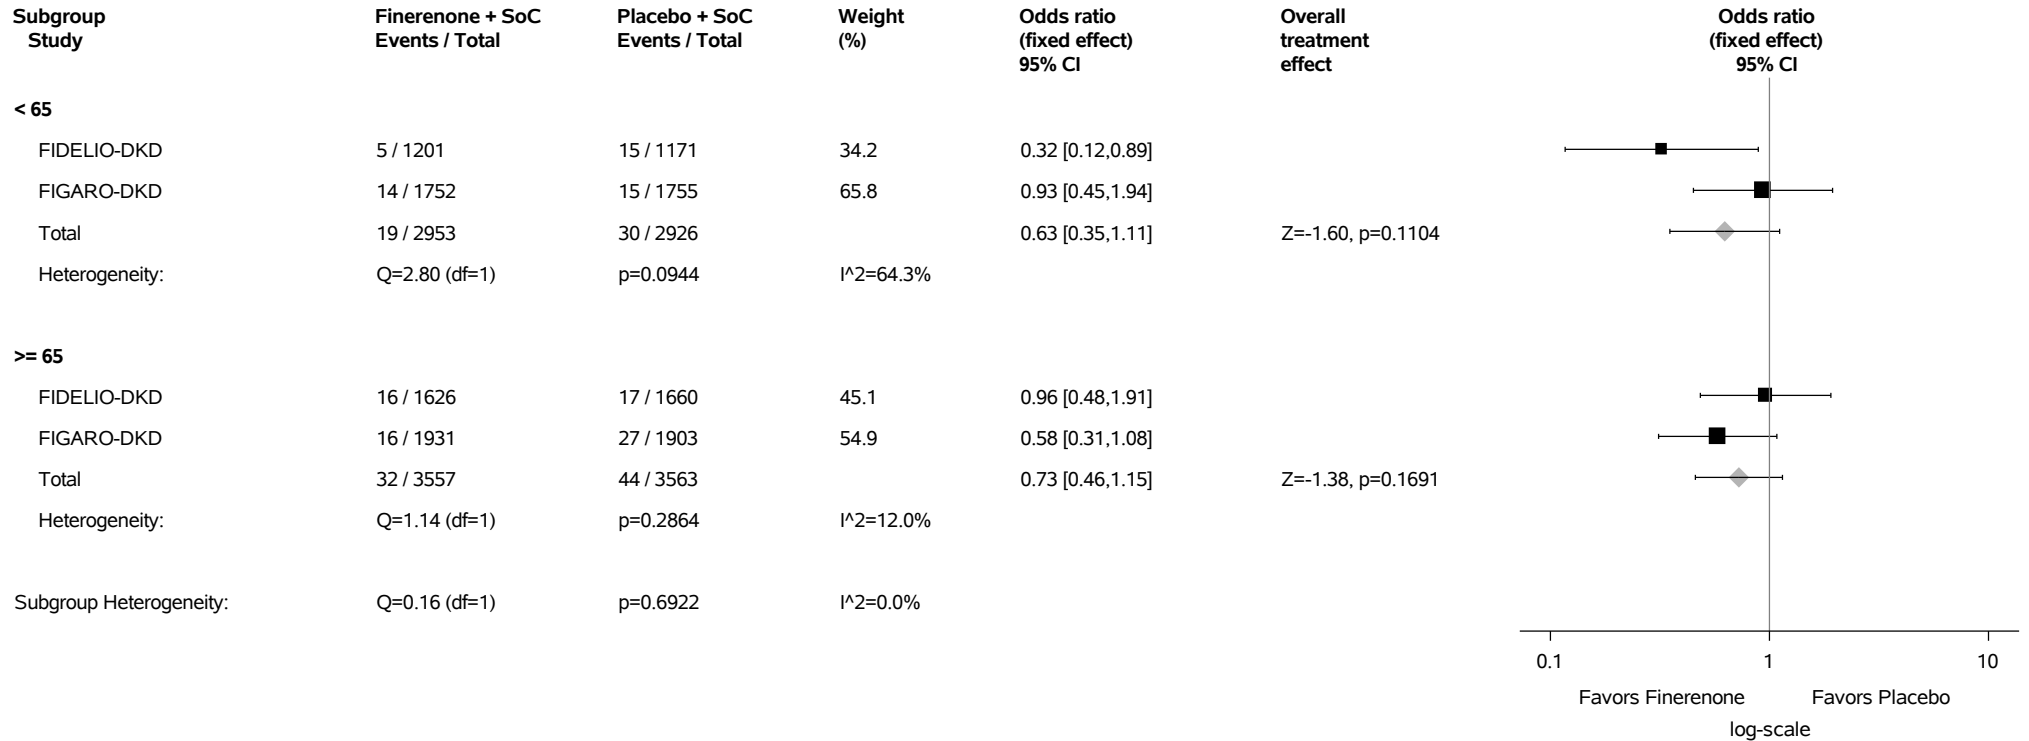 Subgroup Finerenone + SoC Placebo + SoC Weight Odds ratio Overall Odds ratio
Study Events / Total Events / Total (%) (fixed effect) treatment (fixed effect)
95% CI effect 95% CI
< 65
FIDELIO-DKD 5 / 1201 15 / 1171 34.2 0.32 [0.12,0.89]
FIGARO-DKD 14 / 1752 15 / 1755 65.8 0.93 [0.45,1.94]
Total 19 / 2953 30 / 2926 0.63 [0.35,1.11] Z=-1.60, p=0.1104
Heterogeneity: Q=2.80 (df=1) p=0.0944 I^2=64.3%
>= 65
FIDELIO-DKD 16 / 1626 17 / 1660 45.1 0.96 [0.48,1.91]
FIGARO-DKD 16 / 1931 27 / 1903 54.9 0.58 [0.31,1.08]
Total 32 / 3557 44 / 3563 0.73 [0.46,1.15] Z=-1.38, p=0.1691
Heterogeneity: Q=1.14 (df=1) p=0.2864 I^2=12.0%
Subgroup Heterogeneity: Q=0.16 (df=1) p=0.6922 I^2=0.0%
0.1 1 10
Favors Finerenone Favors Placebo
log-scale